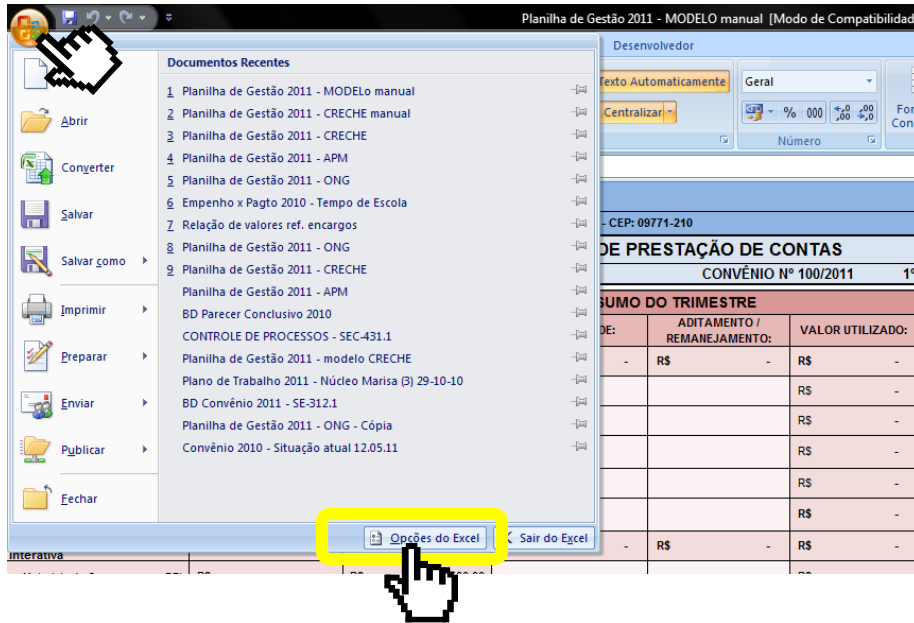 Planilha de Gestão 2011 - MODELO manual [Modo de Compatibilidad
Desenvolvedor
Documentos Recentes
1 Planilha de Gestão 2011 - MODELo manual
2 Planilha de Gestão 2011 - CRECHE manual
3 Planilha de Gestão 2011 - CRECHE
4 Planilha de Gestão 2011 - APM
5 Planilha de Gestão 2011 - ONG
6 Empenho x Pagto 2010 - Tempo de Escola
7 Relação de valores ref. encargos
8 Planilha de Gestão 2011 - ONG
9 Planilha de Gestão 2011 - CRECHE
Planilha de Gestão 2011 - APM
BD Parecer Conclusivo 2010
CONTROLE DE PROCESSOS - SEC-431.1
Planilha de Gestão 2011 - modelo CRECHE
Plano de Trabalho 2011 - Núcleo Marisa (3) 29-10-10
BD Convênio 2011 - SE-312.1
Planilha de Gestão 2011 - ONG - Cópia
Convênio 2010 - Situação atual 12.05.11
Abrir
Converter
Salvar
Salvar como
Imprimir
Preparar
Enviar
Publicar
Fechar
Opções do Excel
Sair do Excel
Texto Automaticamente
Geral
Centralizar
% 000 ,00 ,0
Número
For
Con
- CEP: 09771-210
DE PRESTAÇÃO DE CONTAS
CONVÊNIO Nº 100/2011 1º
SUMO DO TRIMESTRE
DE: ADITAMENTO / REMANEJAMENTO: VALOR UTILIZADO:
- R$ - R$ -
R$ -
R$ -
R$ -
R$ -
R$ -
- R$ - R$ -
Interativa